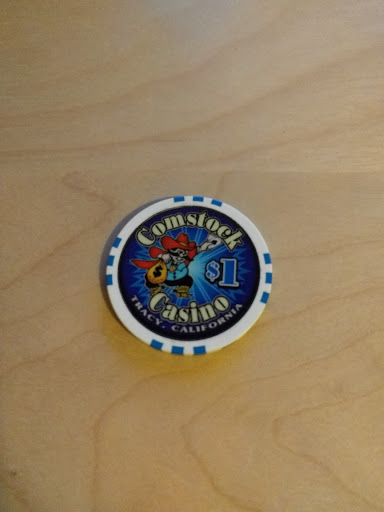 Comstock
$1
Casino
TRACY, CALIFORNIA